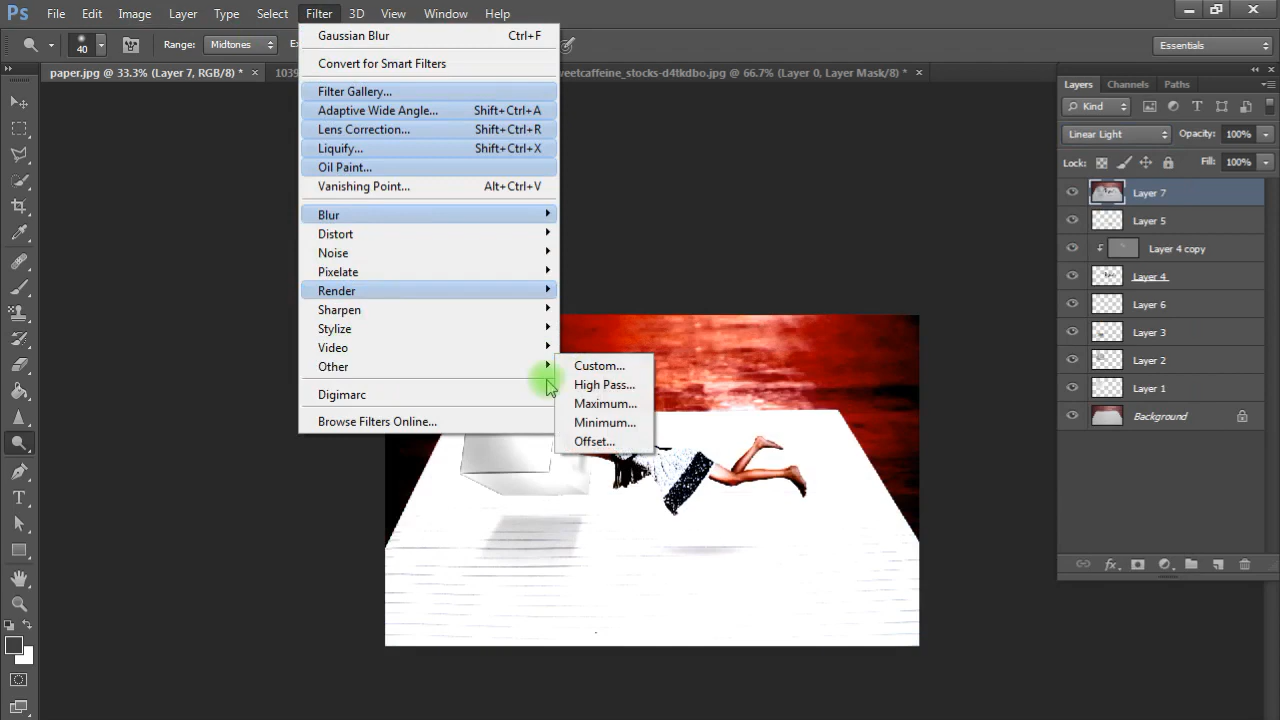 Ps File Edit Image Layer Type Select Filter 3D View Window Help
40 Range: Midtones
Essentials
paper.jpg @ 33.3% (Layer 7, RGB/8) *
weetcaffeine_stocks-d4tkdbo.jpg @ 66.7% (Layer 0, Layer Mask/8) *
Gaussian Blur Ctrl+F
Convert for Smart Filters
Filter Gallery...
Adaptive Wide Angle... Shift+Ctrl+A
Lens Correction... Shift+Ctrl+R
Liquify... Shift+Ctrl+X
Oil Paint...
Vanishing Point... Alt+Ctrl+V
Blur
Distort
Noise
Pixelate
Render
Sharpen
Stylize
Video
Other
Digimarc
Browse Filters Online...
Custom...
High Pass...
Maximum...
Minimum...
Offset...
Layers Channels Paths
Kind
Linear Light Opacity: 100%
Lock: Fill: 100%
Layer 7
Layer 5
Layer 4 copy
Layer 4
Layer 6
Layer 3
Layer 2
Layer 1
Background